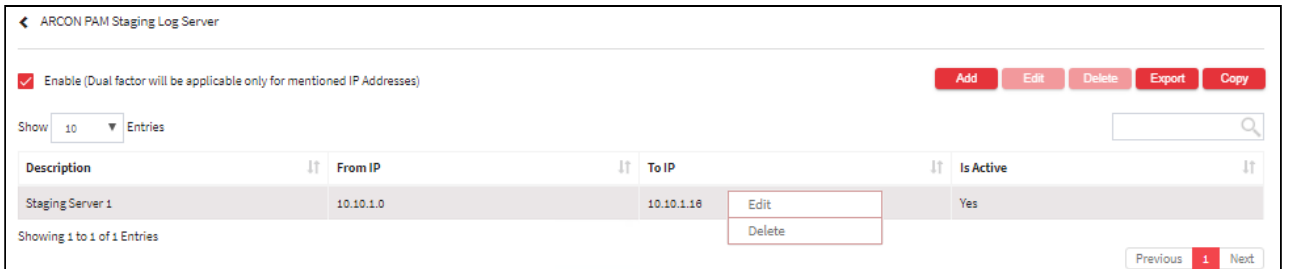 ARCON PAM Staging Log Server
Enable (Dual factor will be applicable only for mentioned IP Addresses)
Add Edit Delete Export Copy
Show 10 Entries
Description From IP To IP Is Active
Staging Server 1 10.10.1.0 10.10.1.16 Edit Yes
Delete
Showing 1 to 1 of 1 Entries
Previous 1 Next